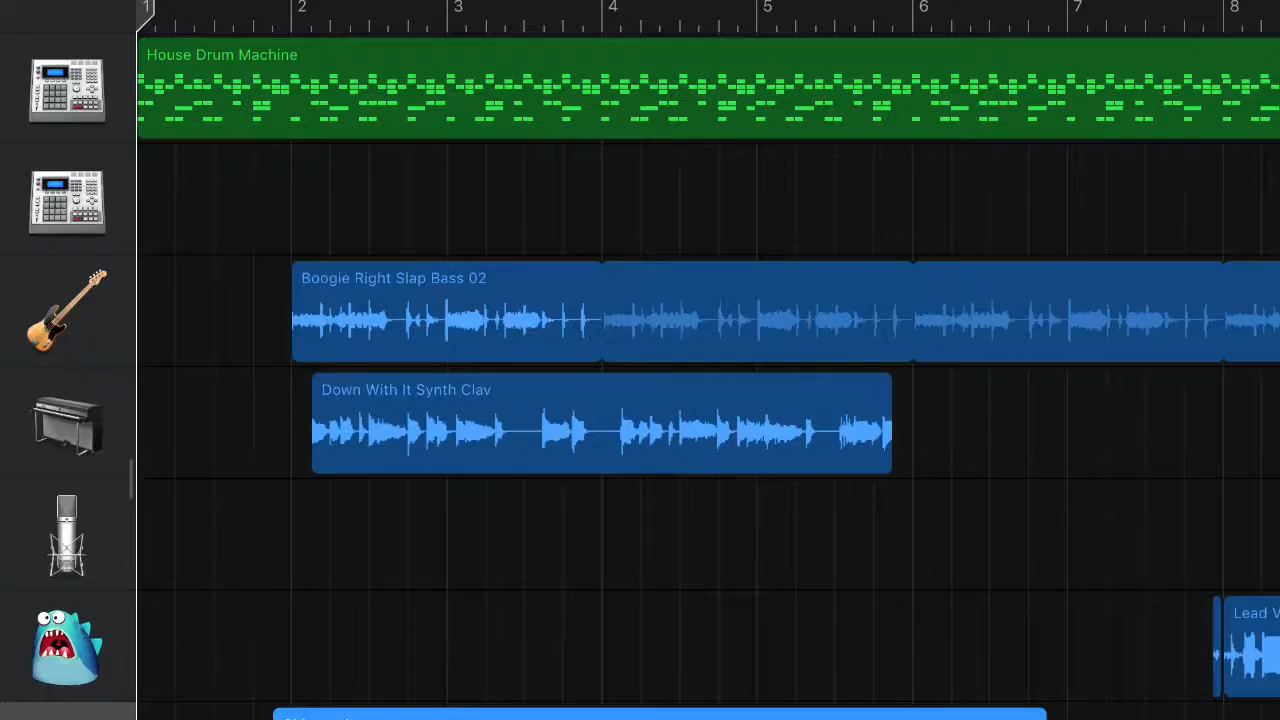 1 2 3 4 5 6 7 8
House Drum Machine
Boogie Right Slap Bass 02
Down With It Synth Clav
Lead V